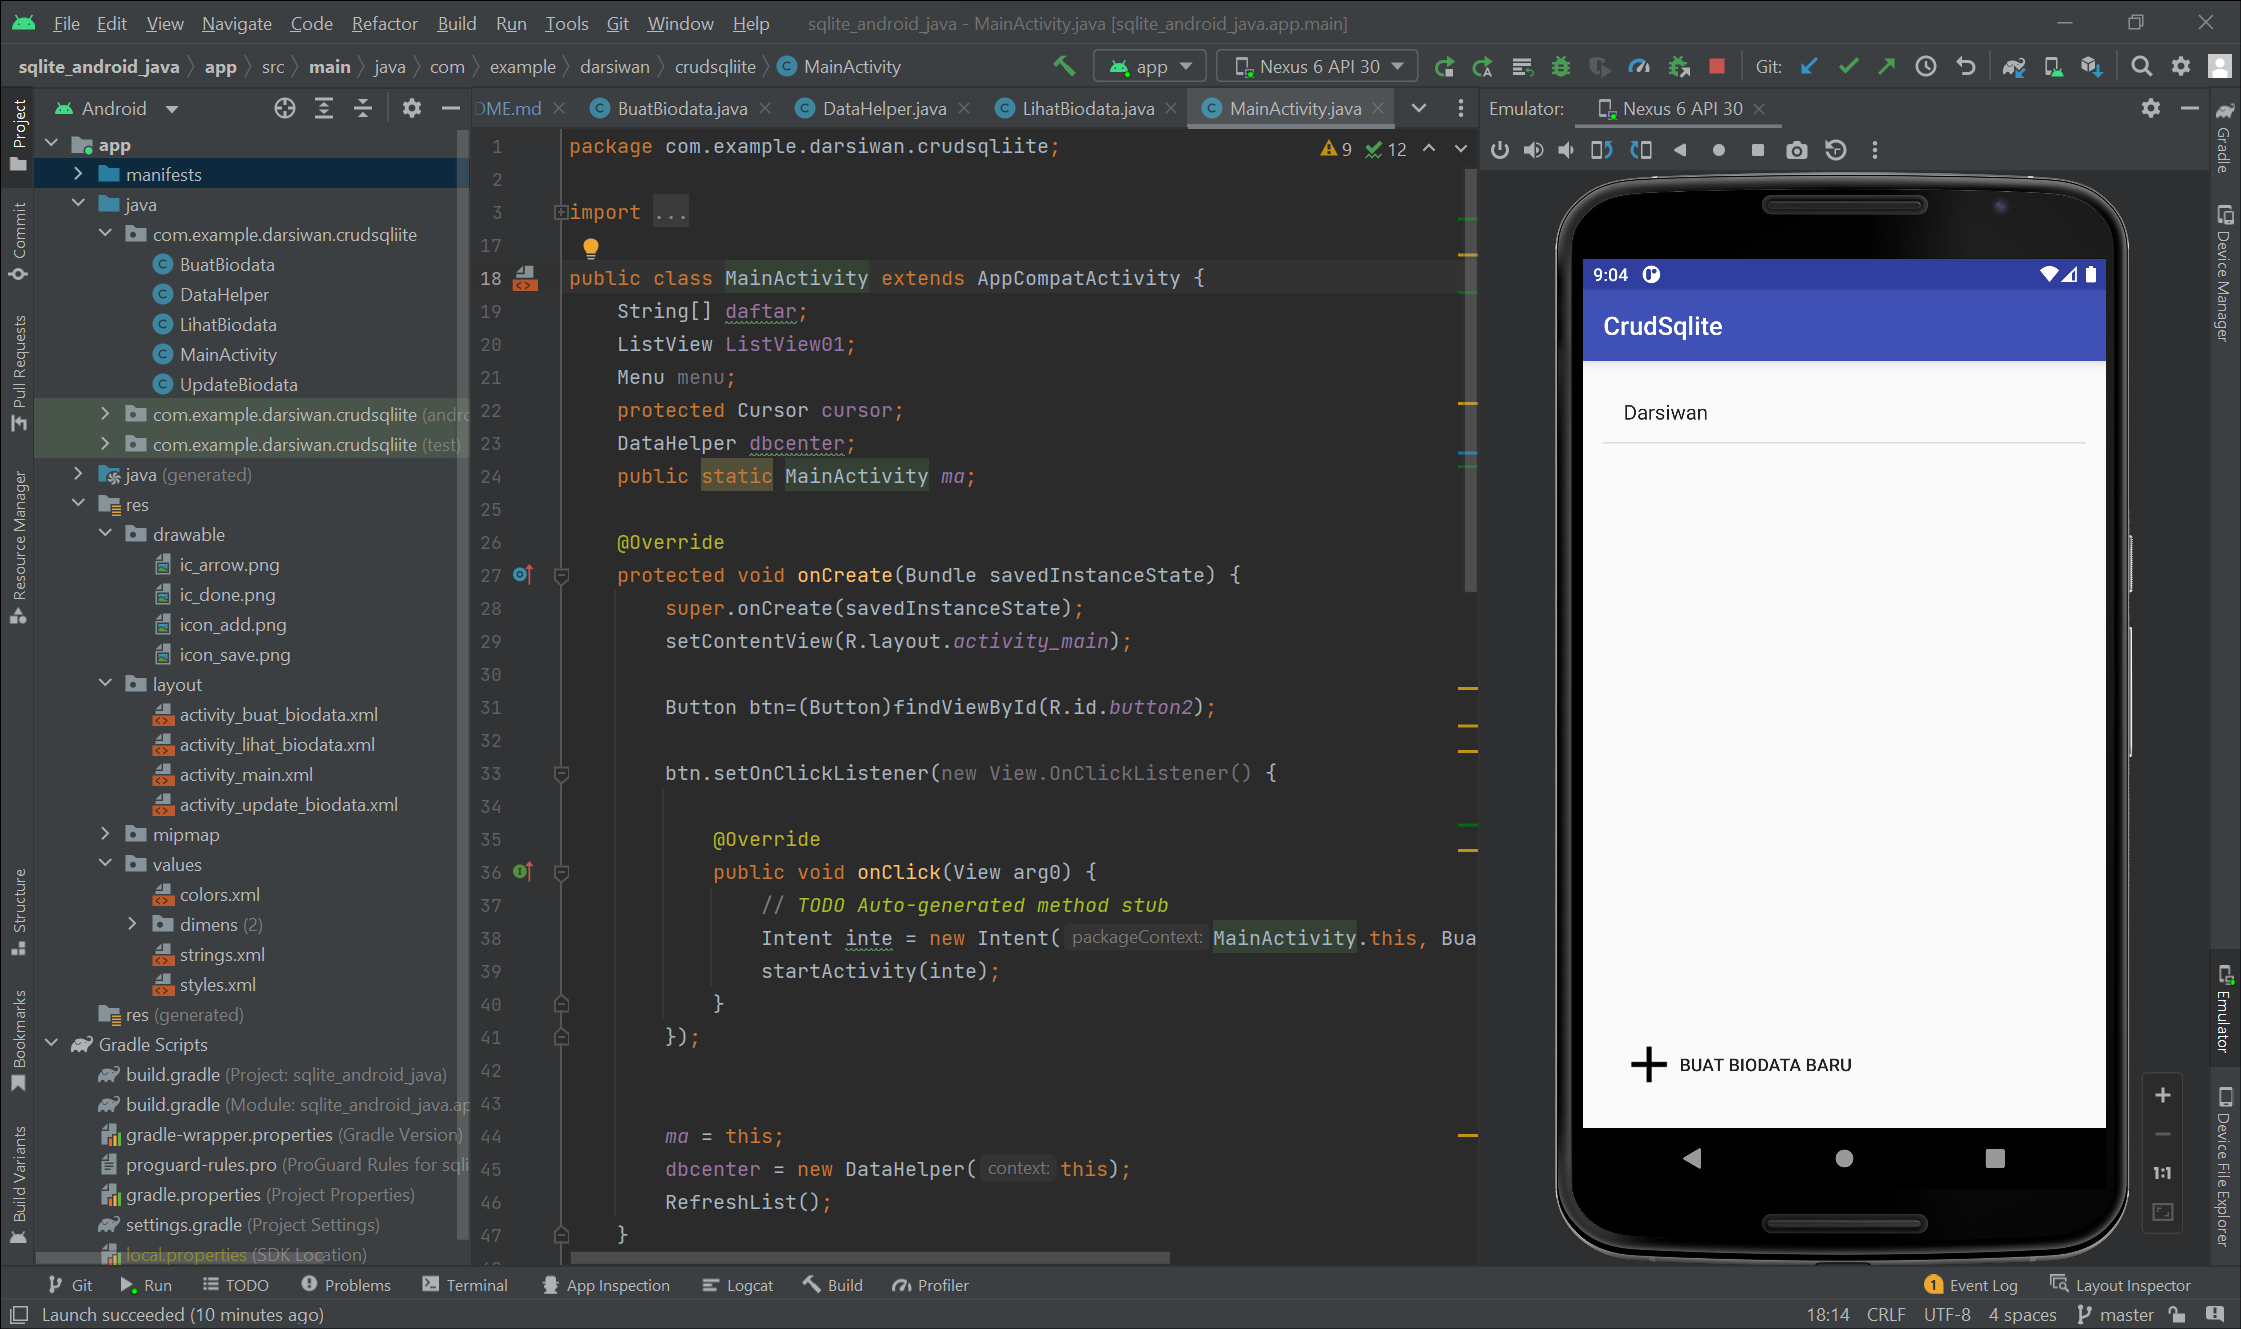 File Edit View Navigate Code Refactor Build Run Tools Git Window Help sqlite_android_java - MainActivity.java [sqlite_android_java.app.main]
sqlite_android_java app src main java com example darsiwan crudsqliite MainActivity app Nexus 6 API 30 Git:
Android
DME.md BuatBiodata.java DataHelper.java LihatBiodata.java MainActivity.java
Emulator: Nexus 6 API 30
Project
Commit
Pull Requests
Resource Manager
Structure
Bookmarks
Build Variants
app
manifests
java
com.example.darsiwan.crudsqliite
BuatBiodata
DataHelper
LihatBiodata
MainActivity
UpdateBiodata
com.example.darsiwan.crudsqliite (andro
com.example.darsiwan.crudsqliite (test)
java (generated)
res
drawable
ic_arrow.png
ic_done.png
icon_add.png
icon_save.png
layout
activity_buat_biodata.xml
activity_lihat_biodata.xml
activity_main.xml
activity_update_biodata.xml
mipmap
values
colors.xml
dimens (2)
strings.xml
styles.xml
res (generated)
Gradle Scripts
build.gradle (Project: sqlite_android_java)
build.gradle (Module: sqlite_android_java.ap
gradle-wrapper.properties (Gradle Version)
proguard-rules.pro (ProGuard Rules for sqli
gradle.properties (Project Properties)
settings.gradle (Project Settings)
local.properties (SDK Location)
9 12
1 package com.example.darsiwan.crudsqliite;
2
3 import ...
17
18 public class MainActivity extends AppCompatActivity {
19 String[] daftar;
20 ListView ListView01;
21 Menu menu;
22 protected Cursor cursor;
23 DataHelper dbcenter;
24 public static MainActivity ma;
25
26 @Override
27 protected void onCreate(Bundle savedInstanceState) {
28 super.onCreate(savedInstanceState);
29 setContentView(R.layout.activity_main);
30
31 Button btn=(Button)findViewById(R.id.button2);
32
33 btn.setOnClickListener(new View.OnClickListener() {
34
35 @Override
36 public void onClick(View arg0) {
37 // TODO Auto-generated method stub
38 Intent inte = new Intent( packageContext: MainActivity.this, Bua
39 startActivity(inte);
40 }
41 });
42
43
44 ma = this;
45 dbcenter = new DataHelper( context: this);
46 RefreshList();
47 }
9:04
CrudSqlite
Darsiwan
BUAT BIODATA BARU
1:1
Gradle
Device Manager
Emulator
Device File Explorer
Git Run TODO Problems Terminal App Inspection Logcat Build Profiler 1 Event Log Layout Inspector
Launch succeeded (10 minutes ago) 18:14 CRLF UTF-8 4 spaces master